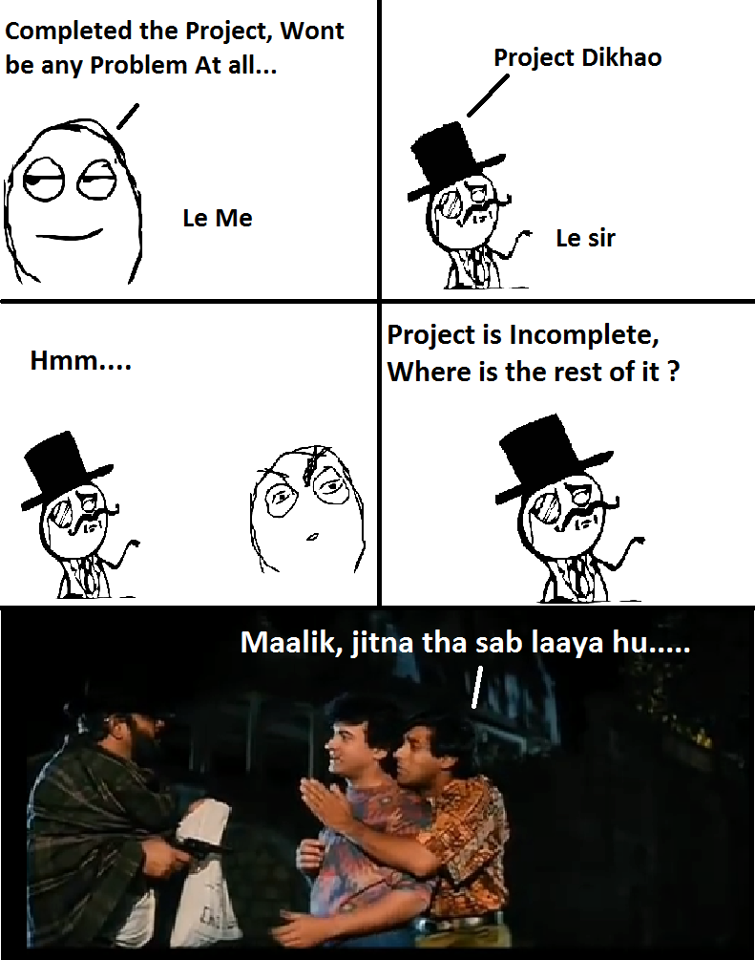 Completed the Project, Wont
be any Problem At all...
Le Me
Project Dikhao
Le sir
Hmm....
Project is Incomplete,
Where is the rest of it ?
Maalik, jitna tha sab laaya hu.....